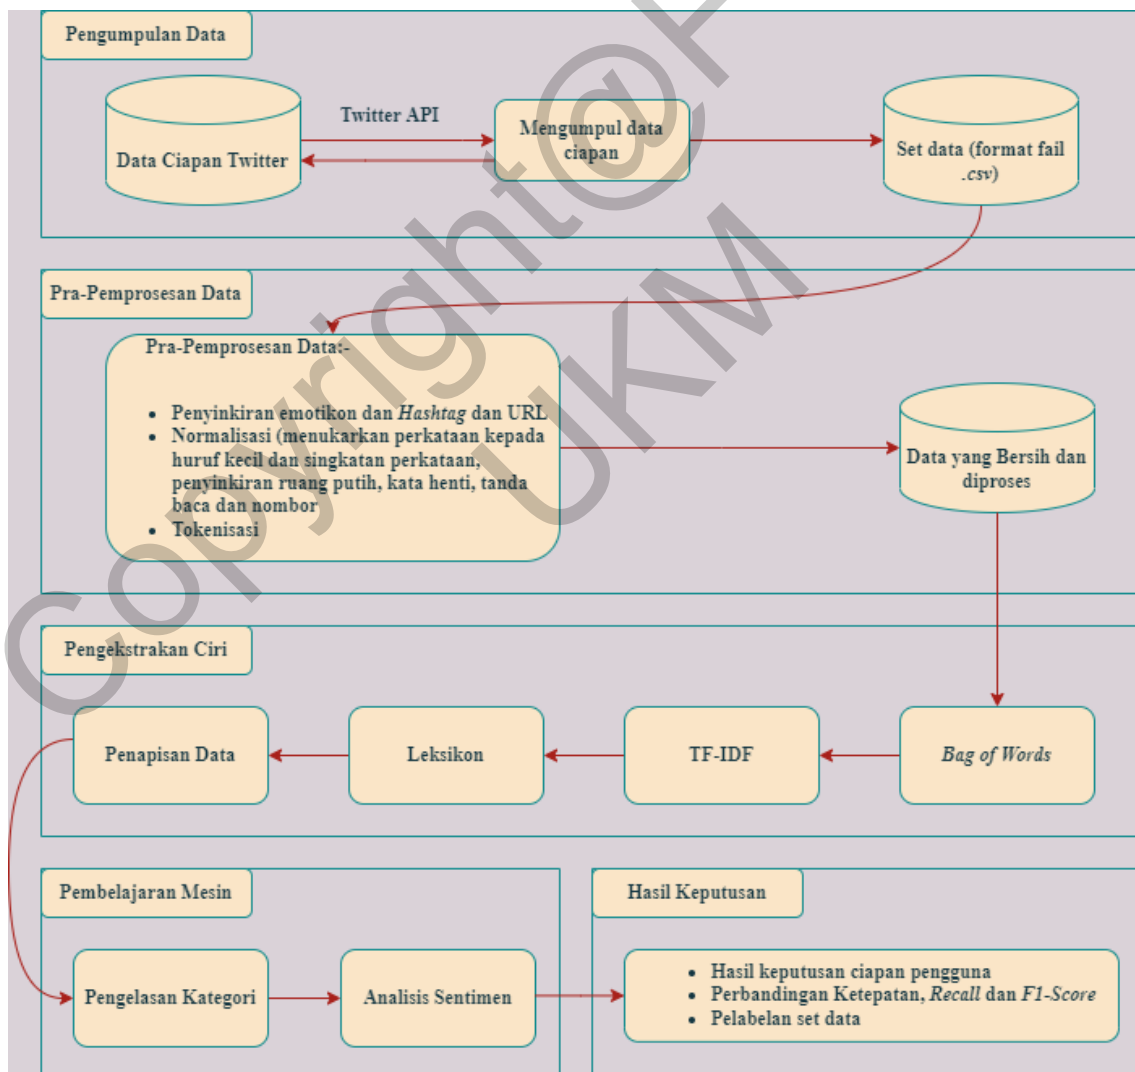 Pengumpulan Data
Twitter API
Data Ciapan Twitter
Mengumpul data
ciapan
Set data (format fail
.csv)
Pra-Pemprosesan Data
Pra-Pemprosesan Data:-
• Penyinkiran emotikon dan Hashtag dan URL
• Normalisasi (menukarkan perkataan kepada
huruf kecil dan singkatan perkataan,
penyinkiran ruang putih, kata henti, tanda
baca dan nombor
• Tokenisasi
Data yang Bersih dan
diproses
Pengekstrakan Ciri
Penapisan Data
Leksikon
TF-IDF
Bag of Words
Pembelajaran Mesin
Pengelasan Kategori
Analisis Sentimen
Hasil Keputusan
• Hasil keputusan ciapan pengguna
• Perbandingan Ketepatan, Recall dan F1-Score
• Pelabelan set data
Copyright@
UKM